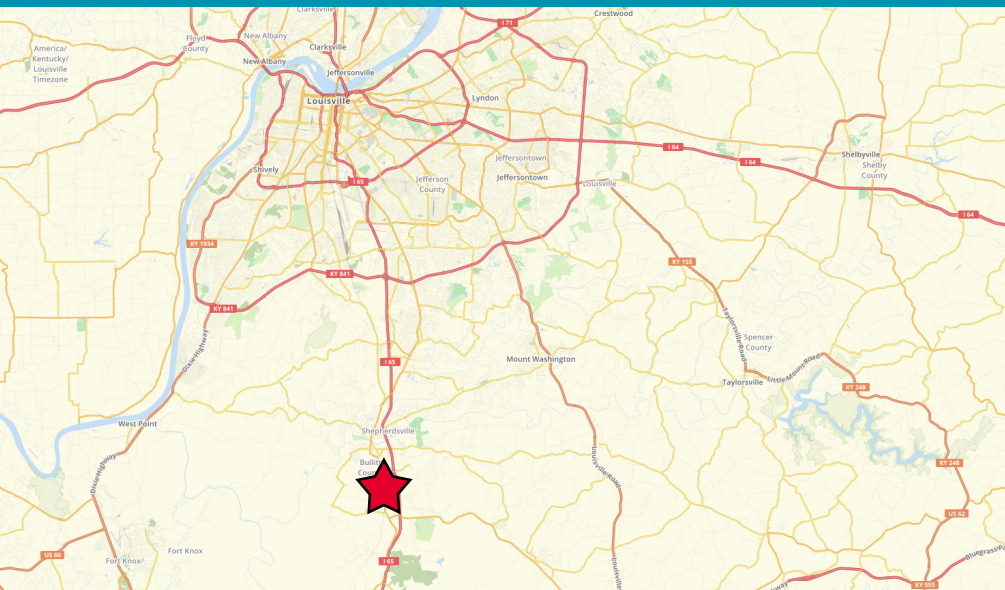 Clarksville
Crestwood
I 71
New Albany
Floyd
County
America/
Kentucky/
Louisville
Timezone
Clarksville
New Albany
Jeffersonville
Lyndon
Louisville
I 64
Shelbyville
Jeffersontown
I 64
Shelby
County
Shively
Jeffersontown
I 65
Jefferson
County
Louisville
I 64
KY 1934
KY 155
KY 841
KY 841
Taylorsville Road
Spencer
County
Dixie Highway
I 65
Mount Washington
Little Mount Road
Taylorsville
KY 248
West Point
Shepherdsville
Dixie Highway
Louisville Road
KY 248
US 62
Fort Knox
US 60
Fort Knox
I 65
Louisville
KY 555